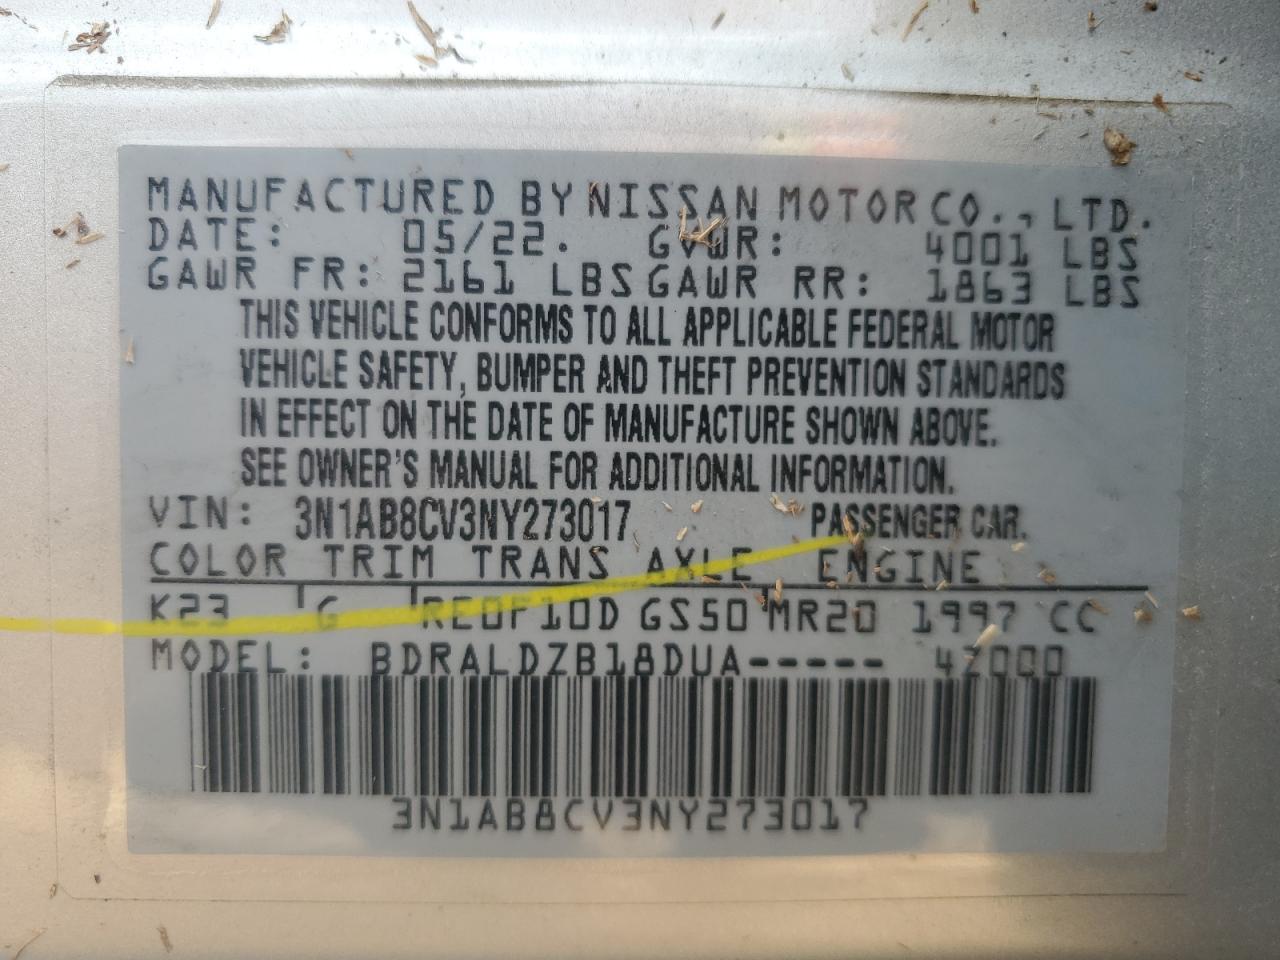 MANUFACTURED BY NISSAN MOTOR CO., LTD.
DATE: 05/22. GVWR: 4001 LBS
GAWR FR: 2161 LBS GAWR RR: 1863 LBS
THIS VEHICLE CONFORMS TO ALL APPLICABLE FEDERAL MOTOR
VEHICLE SAFETY, BUMPER AND THEFT PREVENTION STANDARDS
IN EFFECT ON THE DATE OF MANUFACTURE SHOWN ABOVE.
SEE OWNER'S MANUAL FOR ADDITIONAL INFORMATION.
VIN: 3N1AB8CV3NY273017 PASSENGER CAR.
COLOR TRIM TRANS AXLE ENGINE
K23 G RE0F10D GS50 MR20 1997 CC
MODEL: BDRALDZB18DUA-----
3N1AB8CV3NY273017